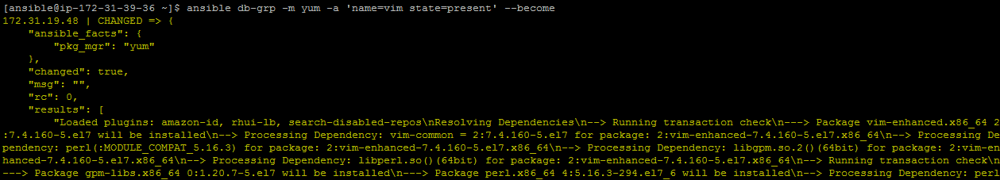 [ansible@ip-172-31-39-36 ~]$ ansible db-grp -m yum -a 'name=vim state=present' --become
172.31.19.48 | CHANGED => {
    "ansible_facts": {
        "pkg_mgr": "yum"
    },
    "changed": true,
    "msg": "",
    "rc": 0,
    "results": [
        "Loaded plugins: amazon-id, rhui-lb, search-disabled-repos\nResolving Dependencies\n--> Running transaction check\n---> Package vim-enhanced.x86_64 2
:7.4.160-5.el7 will be installed\n--> Processing Dependency: vim-common = 2:7.4.160-5.el7 for package: 2:vim-enhanced-7.4.160-5.el7.x86_64\n--> Processing De
pendency: perl(:MODULE_COMPAT_5.16.3) for package: 2:vim-enhanced-7.4.160-5.el7.x86_64\n--> Processing Dependency: libgpm.so.2()(64bit) for package: 2:vim-en
hanced-7.4.160-5.el7.x86_64\n--> Processing Dependency: libperl.so()(64bit) for package: 2:vim-enhanced-7.4.160-5.el7.x86_64\n--> Running transaction check\n
---> Package gpm-libs.x86_64 0:1.20.7-5.el7 will be installed\n---> Package perl.x86_64 4:5.16.3-294.el7_6 will be installed\n--> Processing Dependency: perl